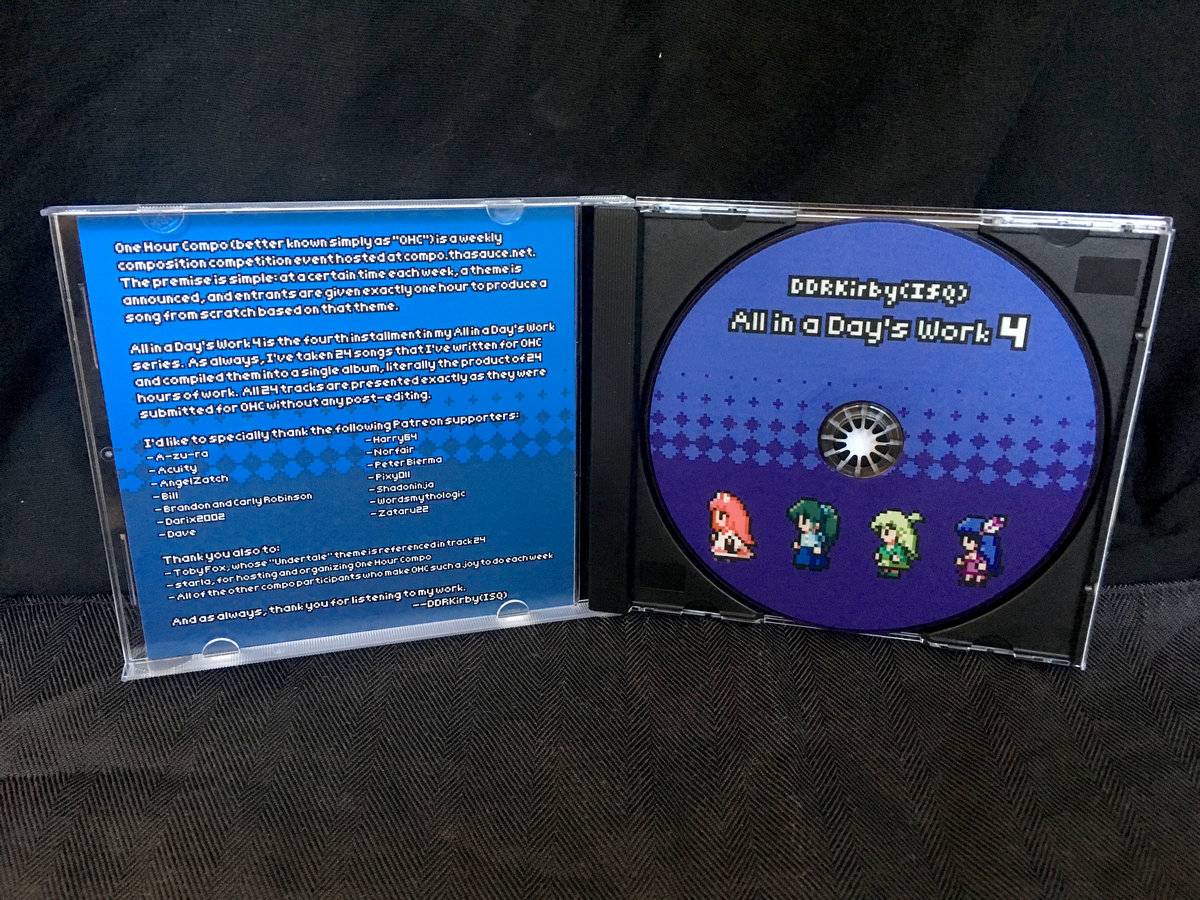 One Hour Compo (better known simply as "OHC") is a weekly
composition competition event hosted at compo.thasauce.net.
The premise is simple: at a certain time each week, a theme is
announced, and entrants are given exactly one hour to produce a
song from scratch based on that theme.
All in a Day's Work 4 is the fourth installment in my All in a Day's Work
series. As always, I've taken 24 songs that I've written for OHC
and compiled them into a single album, literally the product of 24
hours of work. All 24 tracks are presented exactly as they were
submitted for OHC without any post-editing.
I'd like to specially thank the following Patreon supporters:
- A-zu-ra
- Acuity
- AngelZatch
- Bill
- Brandon and Carly Robinson
- Darix2002
- Dave
- Harry64
- Norfair
- Peter Bierma
- Pixy011
- Shadoninja
- Wordsmythologic
- Zataru22
Thank you also to:
- Toby Fox, whose "Undertale" theme is referenced in track 24
- starla, for hosting and organizing One Hour Compo
- All of the other compo participants who make OHC such a joy to do each week
And as always, thank you for listening to my work.
--DDRKirby(ISQ)
DDRKirby(ISQ)
All in a Day's Work 4